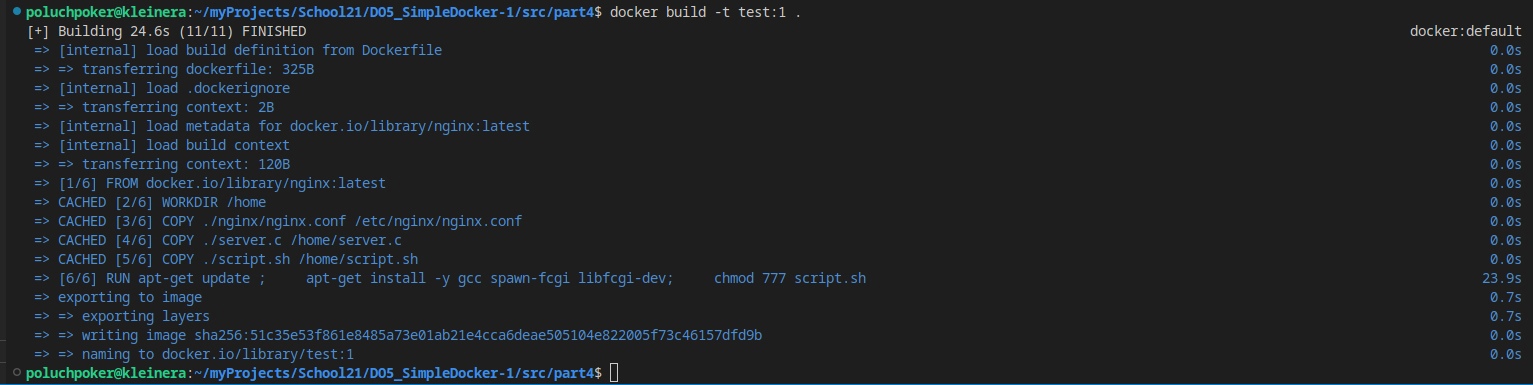 poluchpoker@kleinera:~/myProjects/School21/DO5_SimpleDocker-1/src/part4$ docker build -t test:1 .
[+] Building 24.6s (11/11) FINISHED docker:default
=> [internal] load build definition from Dockerfile 0.0s
=> => transferring dockerfile: 325B 0.0s
=> [internal] load .dockerignore 0.0s
=> => transferring context: 2B 0.0s
=> [internal] load metadata for docker.io/library/nginx:latest 0.0s
=> [internal] load build context 0.0s
=> => transferring context: 120B 0.0s
=> [1/6] FROM docker.io/library/nginx:latest 0.0s
=> CACHED [2/6] WORKDIR /home 0.0s
=> CACHED [3/6] COPY ./nginx/nginx.conf /etc/nginx/nginx.conf 0.0s
=> CACHED [4/6] COPY ./server.c /home/server.c 0.0s
=> CACHED [5/6] COPY ./script.sh /home/script.sh 0.0s
=> [6/6] RUN apt-get update ;     apt-get install -y gcc spawn-fcgi libfcgi-dev;     chmod 777 script.sh 23.9s
=> exporting to image 0.7s
=> => exporting layers 0.7s
=> => writing image sha256:51c35e53f861e8485a73e01ab21e4cca6deae505104e822005f73c46157dfd9b 0.0s
=> => naming to docker.io/library/test:1 0.0s
poluchpoker@kleinera:~/myProjects/School21/DO5_SimpleDocker-1/src/part4$